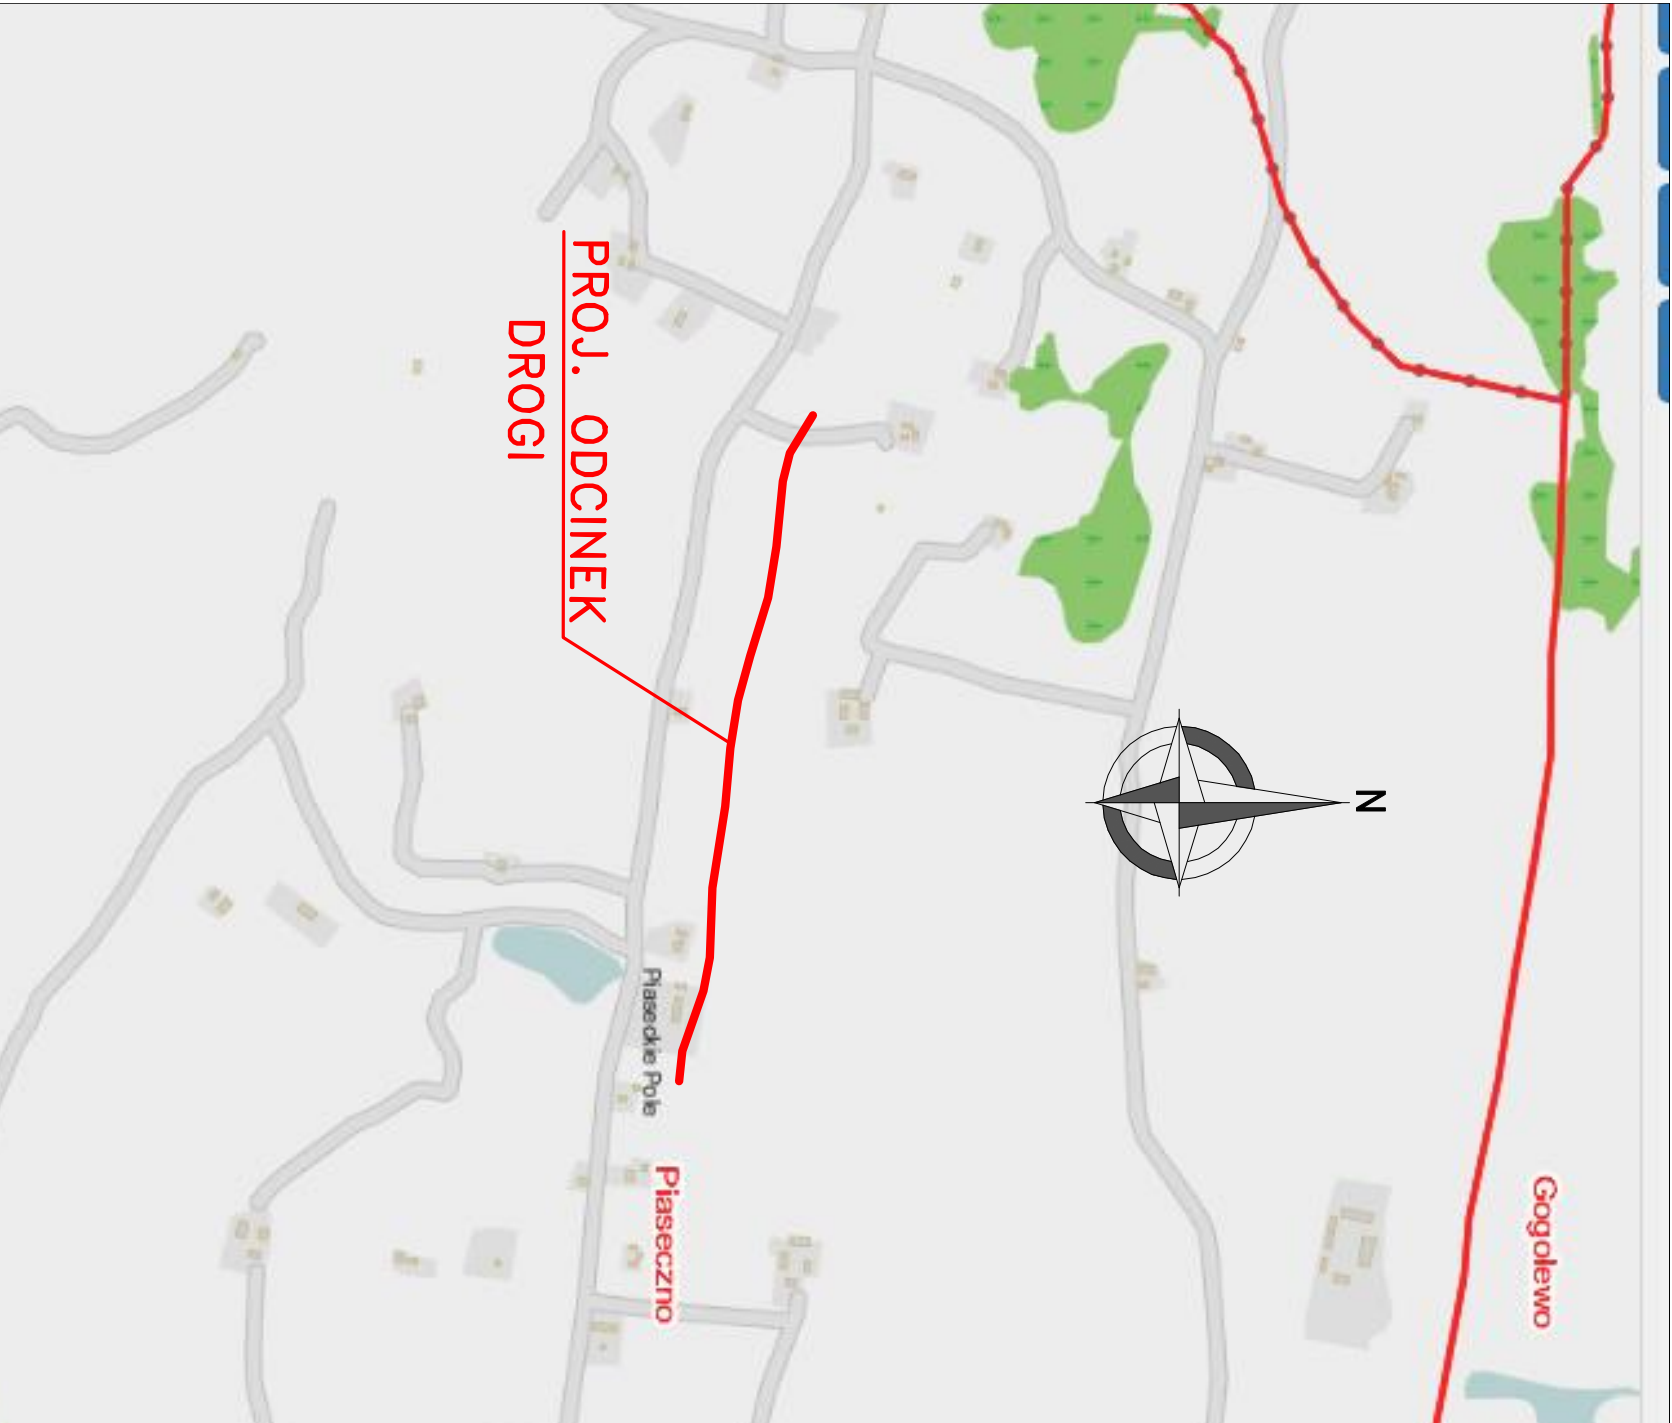 PROJ. ODCINEK
DROGI
N
Piaseckie Pole
Piaseczno
Gogolewo